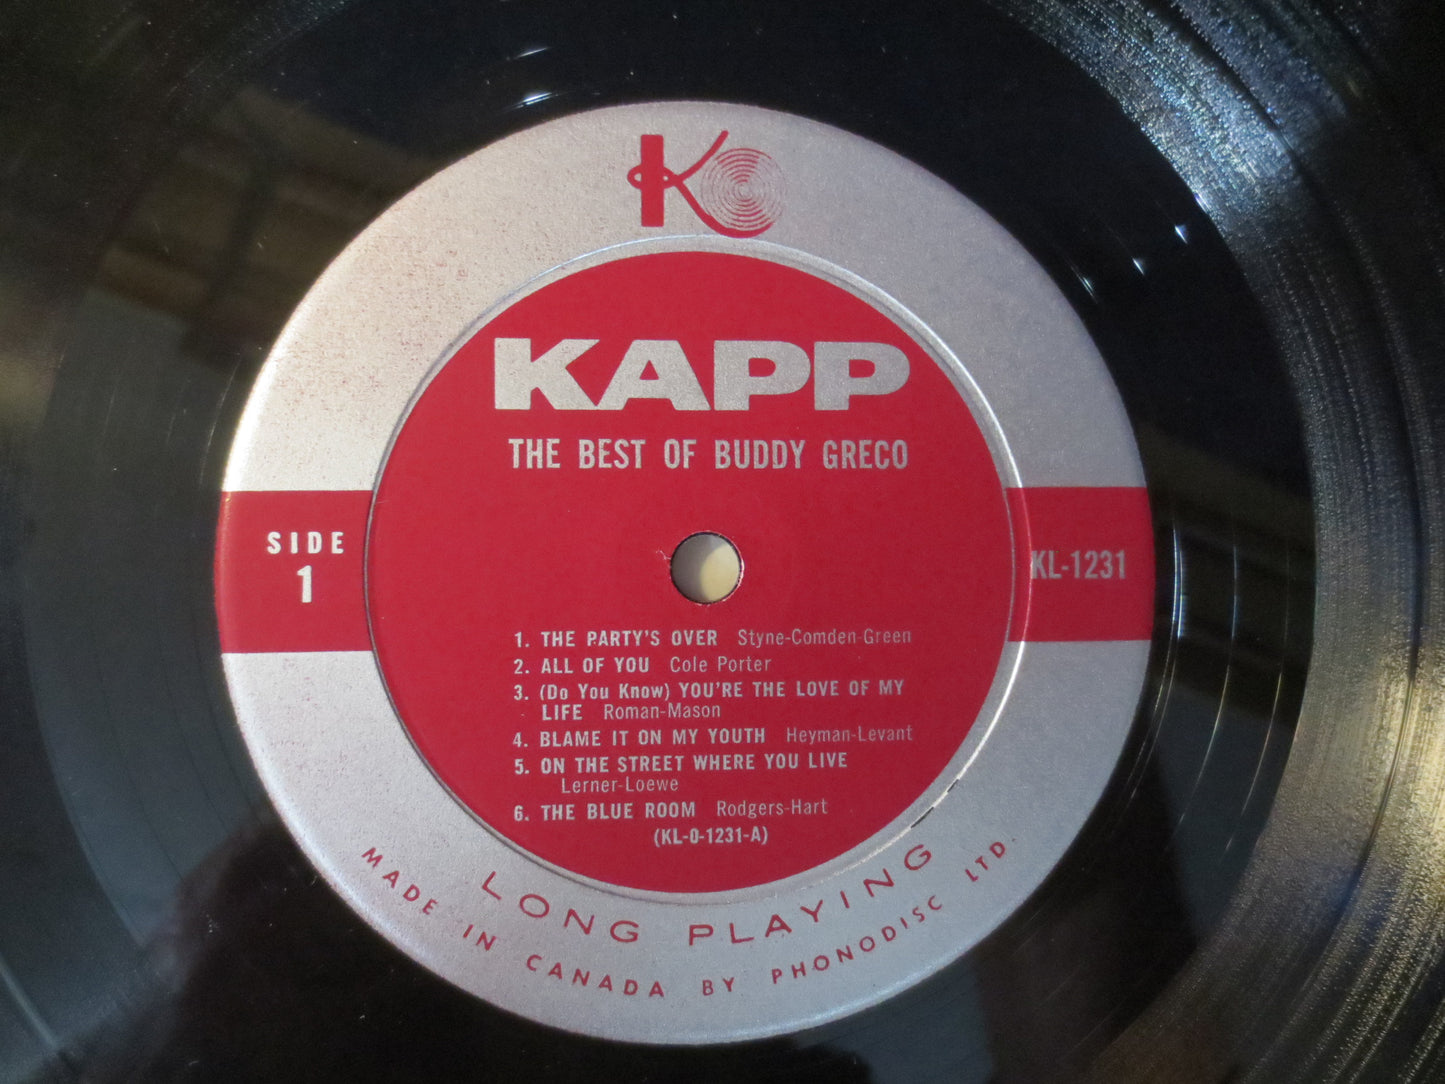 K
KAPP
THE BEST OF BUDDY GRECO
SIDE
1
KL-1231
1. THE PARTY'S OVER Styne-Comden-Green
2. ALL OF YOU Cole Porter
3. (Do You Know) YOU'RE THE LOVE OF MY
LIFE Roman-Mason
4. BLAME IT ON MY YOUTH Heyman-Levant
5. ON THE STREET WHERE YOU LIVE
Lerner-Loewe
6. THE BLUE ROOM Rodgers-Hart
(KL-O-1231-A)
LONG PLAYING
MADE IN CANADA BY PHONODISC LTD.